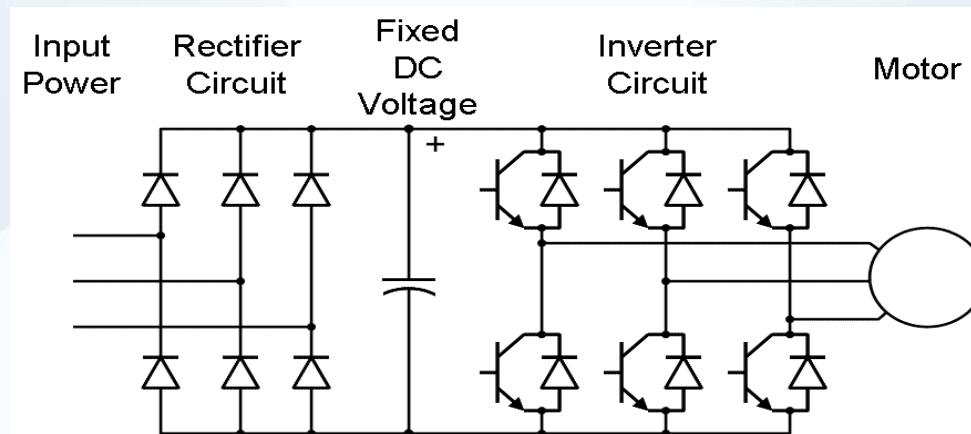 Input
Power
Rectifier
Circuit
Fixed
DC
Voltage
Inverter
Circuit
Motor
+